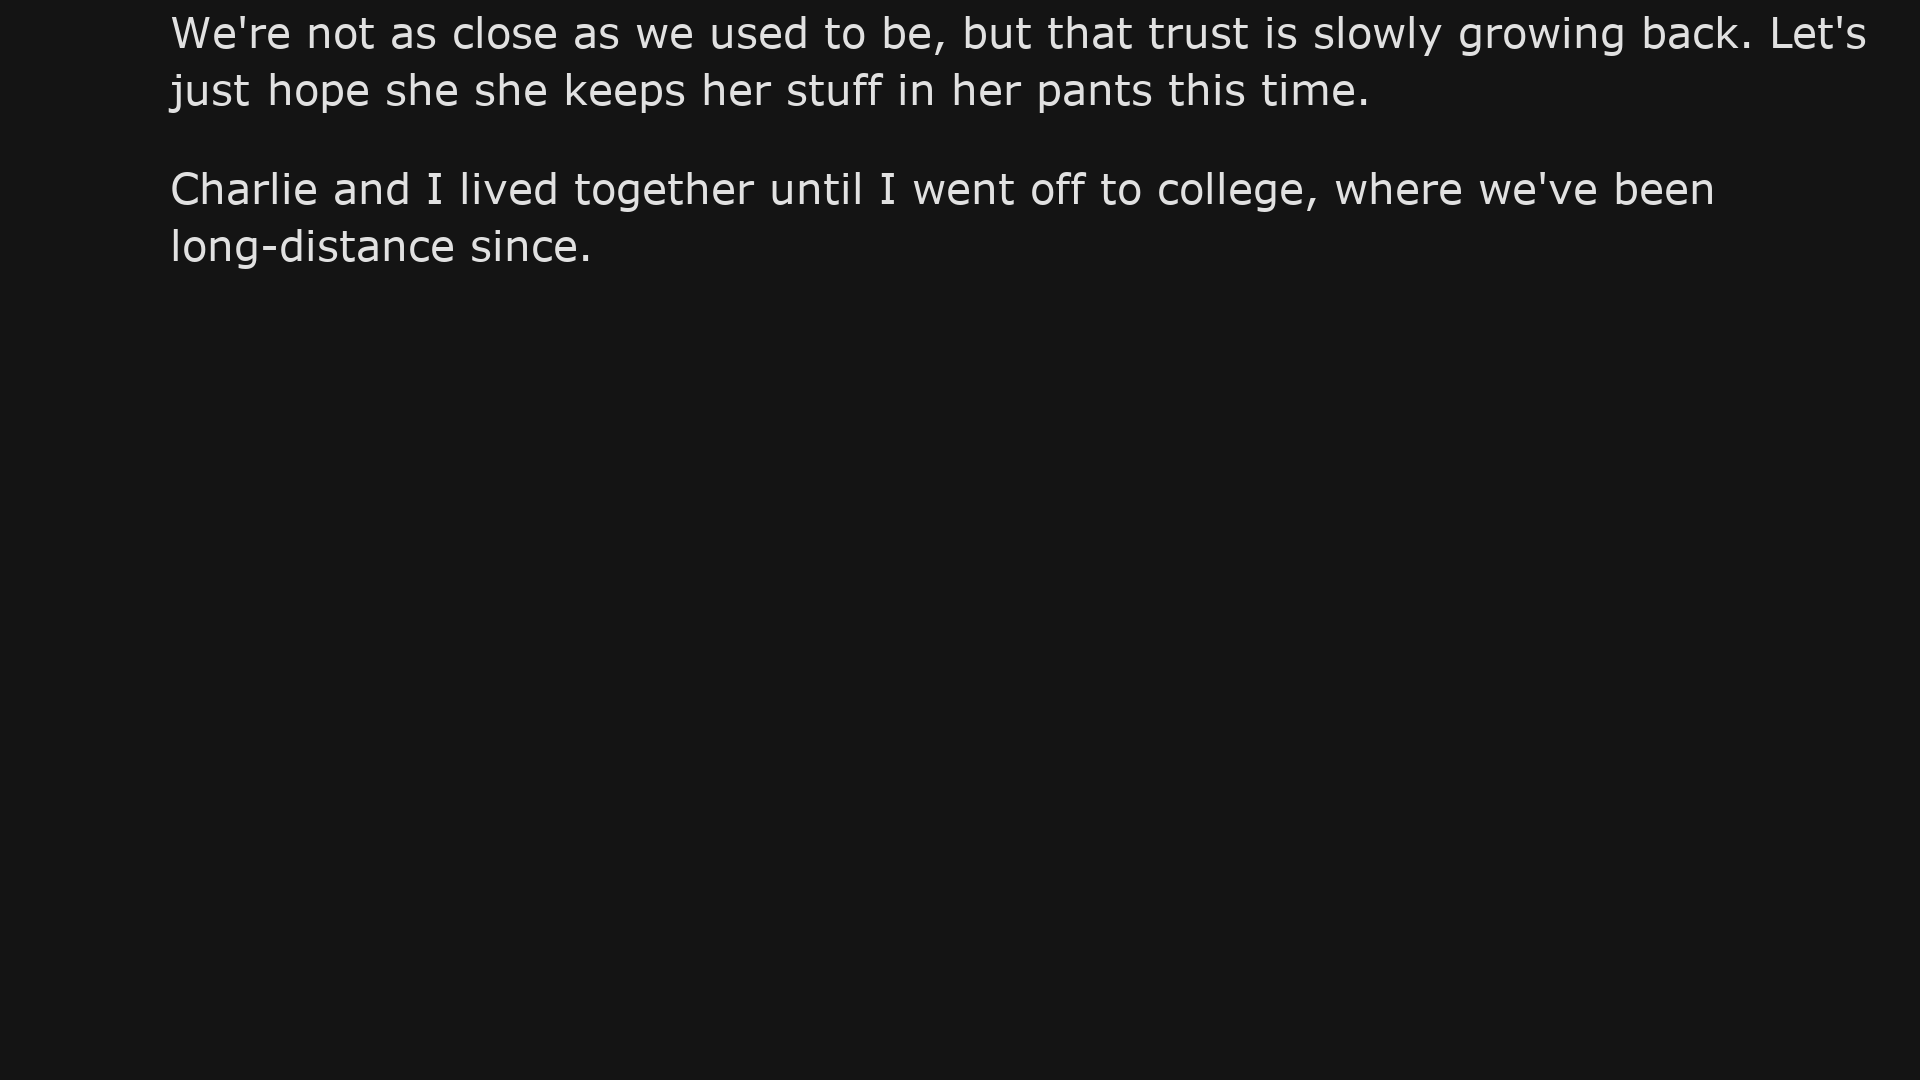 We're not as close as we used to be, but that trust is slowly growing back. Let's
just hope she she keeps her stuff in her pants this time.
Charlie and I lived together until I went off to college, where we've been
long-distance since.